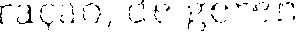 ração, de geren